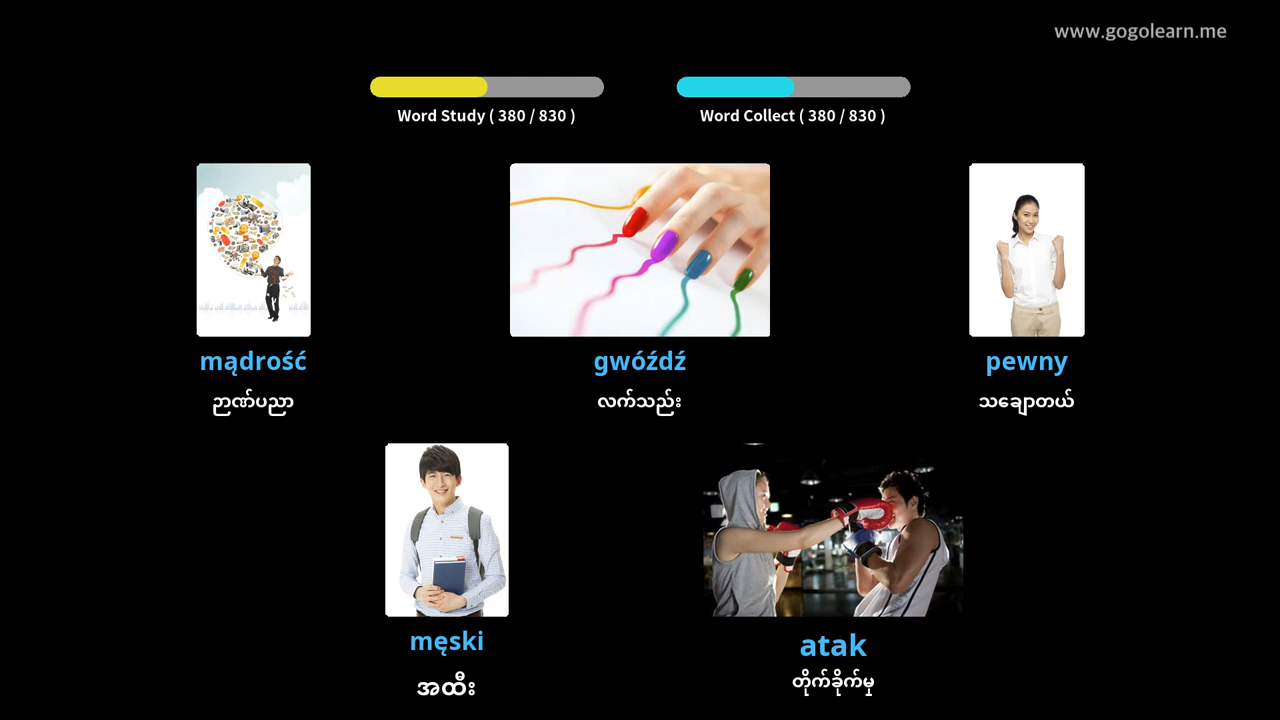 www.gogolearn.me
Word Study ( 380 / 830 )
Word Collect ( 380 / 830 )
mądrość
gwóźdź
pewny
ဉာဏ်ပညာ
လက်သည်း
သချောတယ်
męski
atak
အထီး
တိုက်ခိုက်မှု